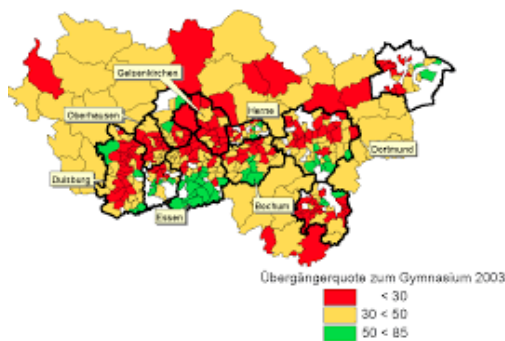 Gelsenkirchen
Oberhausen
Herne
Dortmund
Duisburg
Bochum
Essen
Übergängerquote zum Gymnasium 2003
< 30
30 < 50
50 < 85